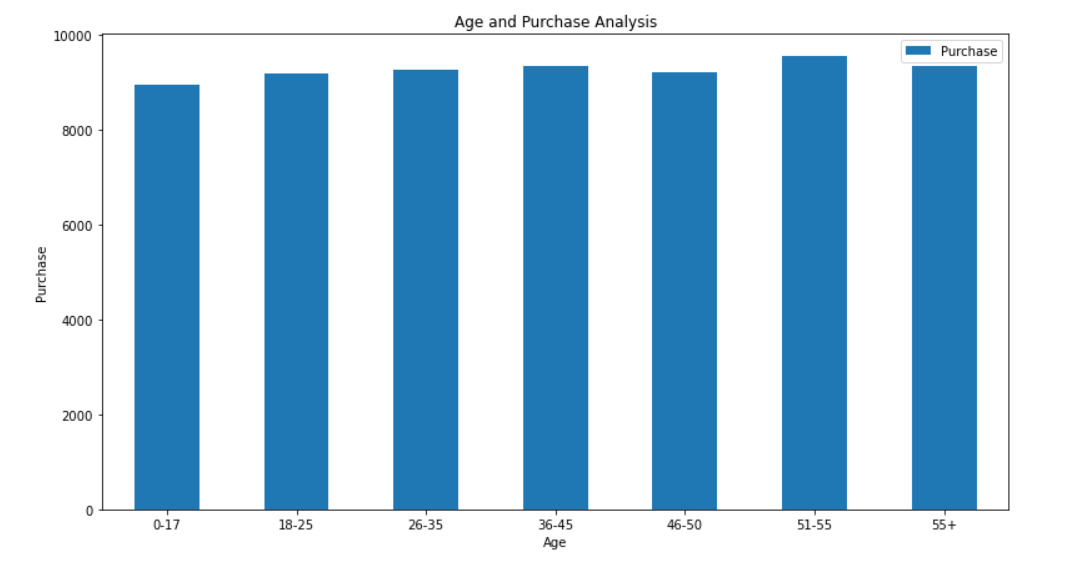 Age and Purchase Analysis
10000
8000
6000
4000
2000
0
Purchase
Purchase
0-17 18-25 26-35 36-45 46-50 51-55 55+
Age